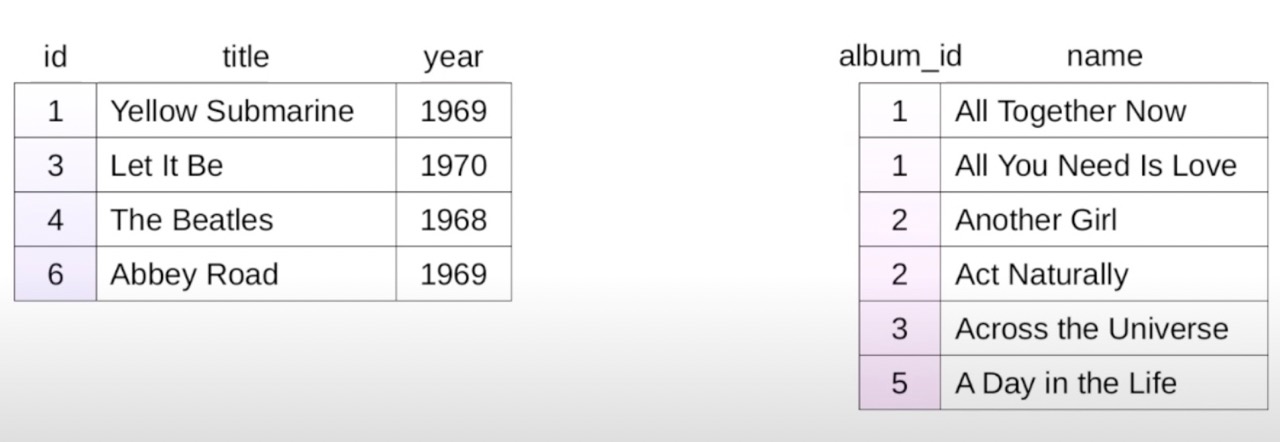 id title year
1 Yellow Submarine 1969
3 Let It Be 1970
4 The Beatles 1968
6 Abbey Road 1969
album_id name
1 All Together Now
1 All You Need Is Love
2 Another Girl
2 Act Naturally
3 Across the Universe
5 A Day in the Life